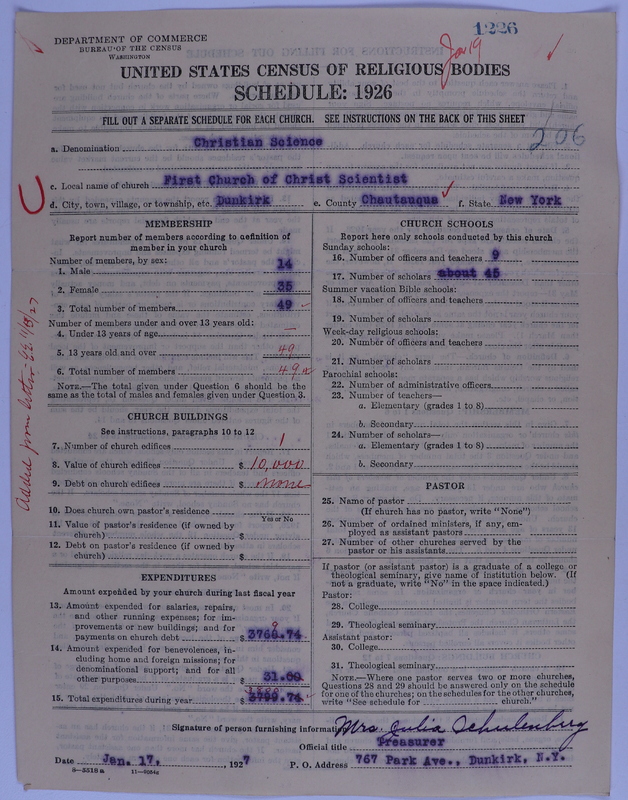 1226
DEPARTMENT OF COMMERCE
BUREAU OF THE CENSUS
WASHINGTON
Jan 19
UNITED STATES CENSUS OF RELIGIOUS BODIES
SCHEDULE: 1926
FILL OUT A SEPARATE SCHEDULE FOR EACH CHURCH. SEE INSTRUCTIONS ON THE BACK OF THIS SHEET
206
a. Denomination Christian Science
c. Local name of church First Church of Christ Scientist
d. City, town, village, or township, etc. Dunkirk e. County Chautauqua f. State New York
MEMBERSHIP
Report number of members according to definition of
member in your church
Number of members, by sex:
1. Male 14
2. Female 35
3. Total number of members 49
Number of members under and over 13 years old:
4. Under 13 years of age —
5. 13 years old and over 49
6. Total number of members 49
NOTE.—The total given under Question 6 should be the
same as the total of males and females given under Question 3.
CHURCH BUILDINGS
See instructions, paragraphs 10 to 12
7. Number of church edifices 1
8. Value of church edifices $ 10,000
9. Debt on church edifices $ none
10. Does church own pastor's residence
Yes or No
11. Value of pastor's residence (if owned by
church) $
12. Debt on pastor's residence (if owned by
church) $
EXPENDITURES
Amount expended by your church during last fiscal year
13. Amount expended for salaries, repairs,
and other running expenses; for im-
provements or new buildings; and for
payments on church debt $ 3768.74
9
14. Amount expended for benevolences, in-
cluding home and foreign missions; for
denominational support; and for all
other purposes $ 31.00
15. Total expenditures during year $ 3799.74
Added from letter
CHURCH SCHOOLS
Report here only schools conducted by this church
Sunday schools:
16. Number of officers and teachers 9
17. Number of scholars about 45
Summer vacation Bible schools:
18. Number of officers and teachers
19. Number of scholars
Week-day religious schools:
20. Number of officers and teachers
21. Number of scholars
Parochial schools:
22. Number of administrative officers
23. Number of teachers—
a. Elementary (grades 1 to 8)
b. Secondary
24. Number of scholars—
a. Elementary (grades 1 to 8)
b. Secondary
PASTOR
25. Name of pastor
(If church has no pastor, write "None")
26. Number of ordained ministers, if any, em-
ployed as assistant pastors
27. Number of other churches served by the
pastor or his assistants
If pastor (or assistant pastor) is a graduate of a college or
theological seminary, give name of institution below. (If
not a graduate, write "No" in the space indicated.)
Pastor:
28. College
29. Theological seminary
Assistant pastor:
30. College
31. Theological seminary
NOTE.—Where one pastor serves two or more churches,
Questions 28 and 29 should be answered only on the schedule
for one of the churches; on the schedules for the other churches,
write "See schedule for church."
Signature of person furnishing information Mrs. Julia Schulenberg
Official title Treasurer
Date Jan. 17, 1927 P. O. Address 767 Park Ave., Dunkirk, N.Y.
8—5518a 11—9084a